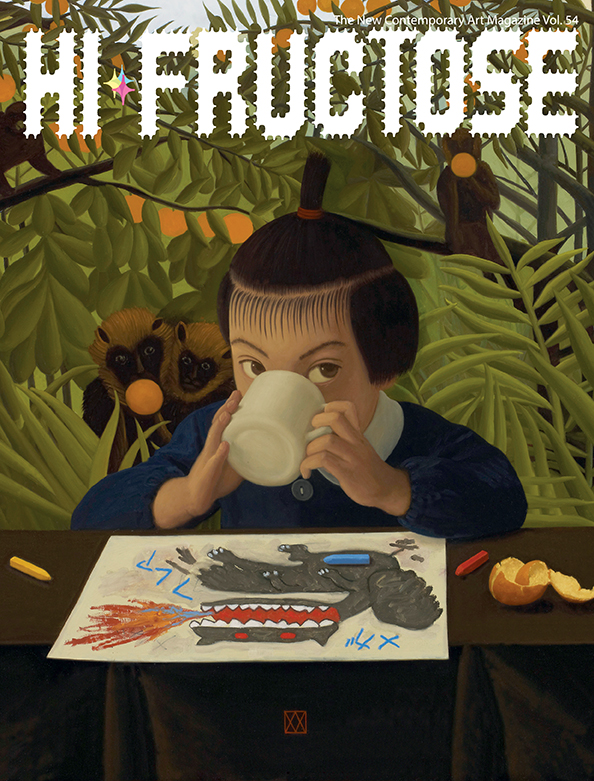 The New Contemporary Art Magazine Vol. 54
HI FRUCTOSE